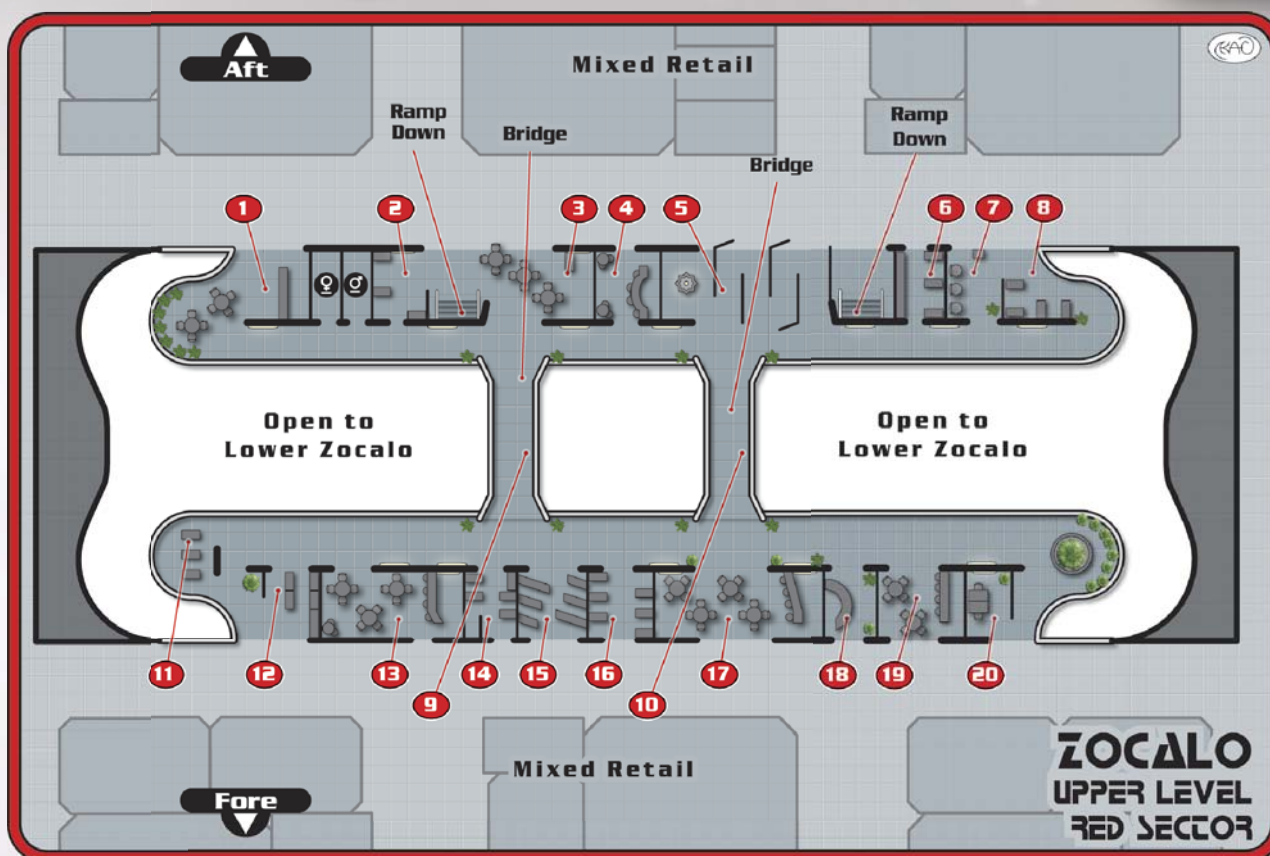 Aft
Mixed Retail
Ramp
Down
Bridge
Ramp
Down
Bridge
1
2
3
4
5
6
7
8
Open to
Lower Zocalo
Open to
Lower Zocalo
11
12
13
14
15
16
17
18
19
20
9
10
Mixed Retail
Fore
ZOCALO
UPPER LEVEL
RED SECTOR